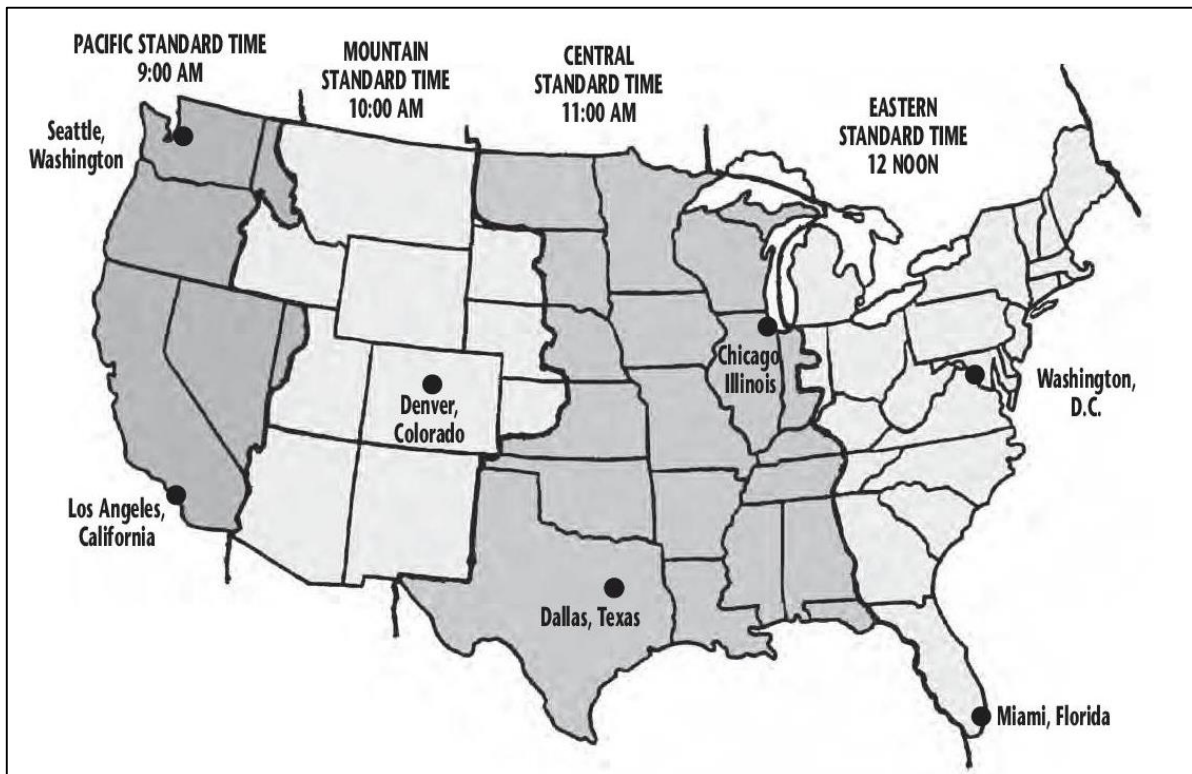 PACIFIC STANDARD TIME
9:00 AM
MOUNTAIN
STANDARD TIME
10:00 AM
CENTRAL
STANDARD TIME
11:00 AM
EASTERN
STANDARD TIME
12 NOON
Seattle,
Washington
Chicago
Illinois
Washington,
D.C.
Denver,
Colorado
Los Angeles,
California
Dallas, Texas
Miami, Florida